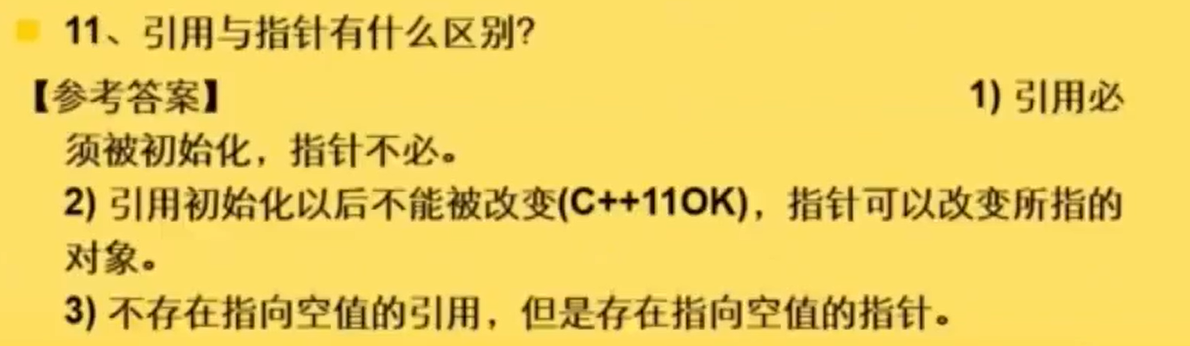 11、引用与指针有什么区别?
【参考答案】 1) 引用必
须被初始化，指针不必。
2) 引用初始化以后不能被改变(C++11OK)，指针可以改变所指的
对象。
3) 不存在指向空值的引用，但是存在指向空值的指针。